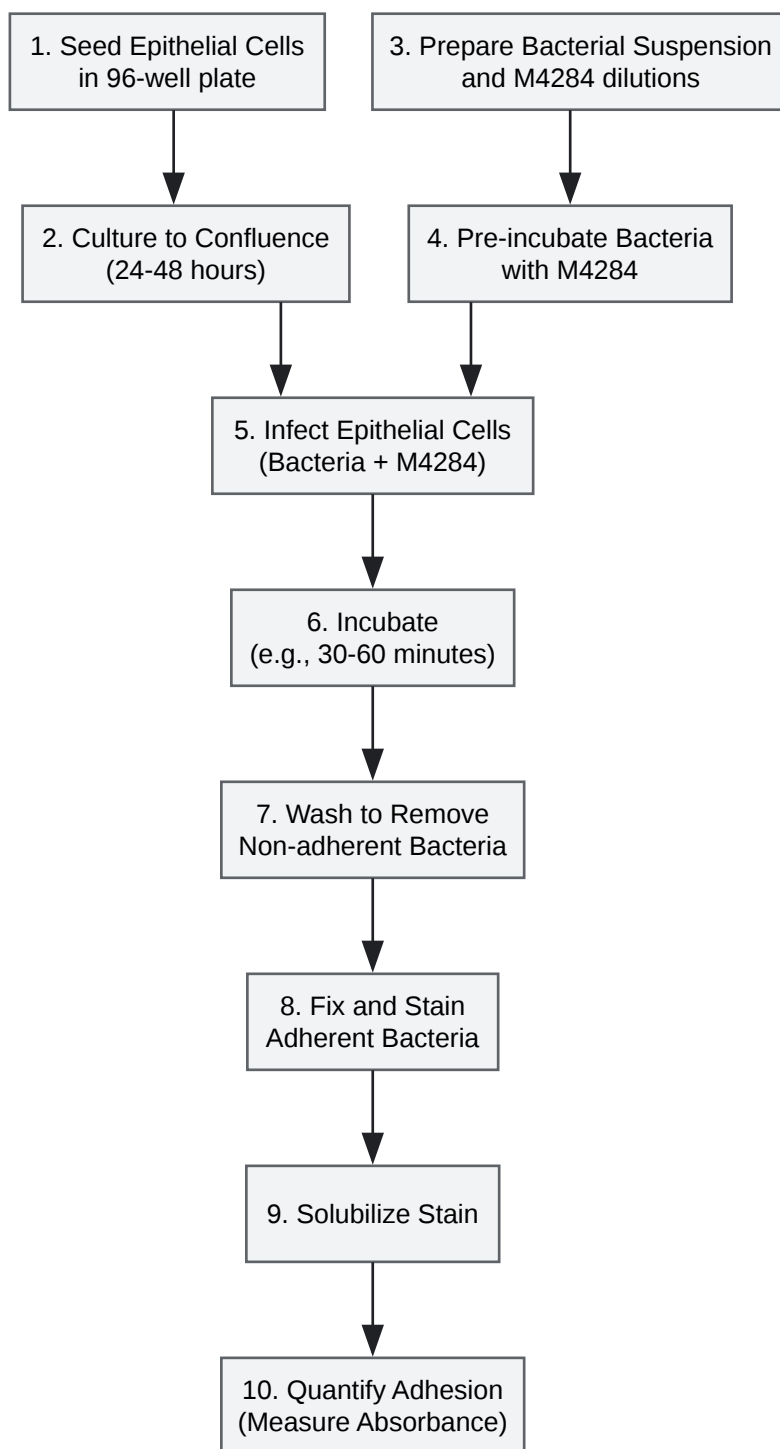 1. Seed Epithelial Cells
in 96-well plate
3. Prepare Bacterial Suspension
and M4284 dilutions
2. Culture to Confluence
(24-48 hours)
4. Pre-incubate Bacteria
with M4284
5. Infect Epithelial Cells
(Bacteria + M4284)
6. Incubate
(e.g., 30-60 minutes)
7. Wash to Remove
Non-adherent Bacteria
8. Fix and Stain
Adherent Bacteria
9. Solubilize Stain
10. Quantify Adhesion
(Measure Absorbance)